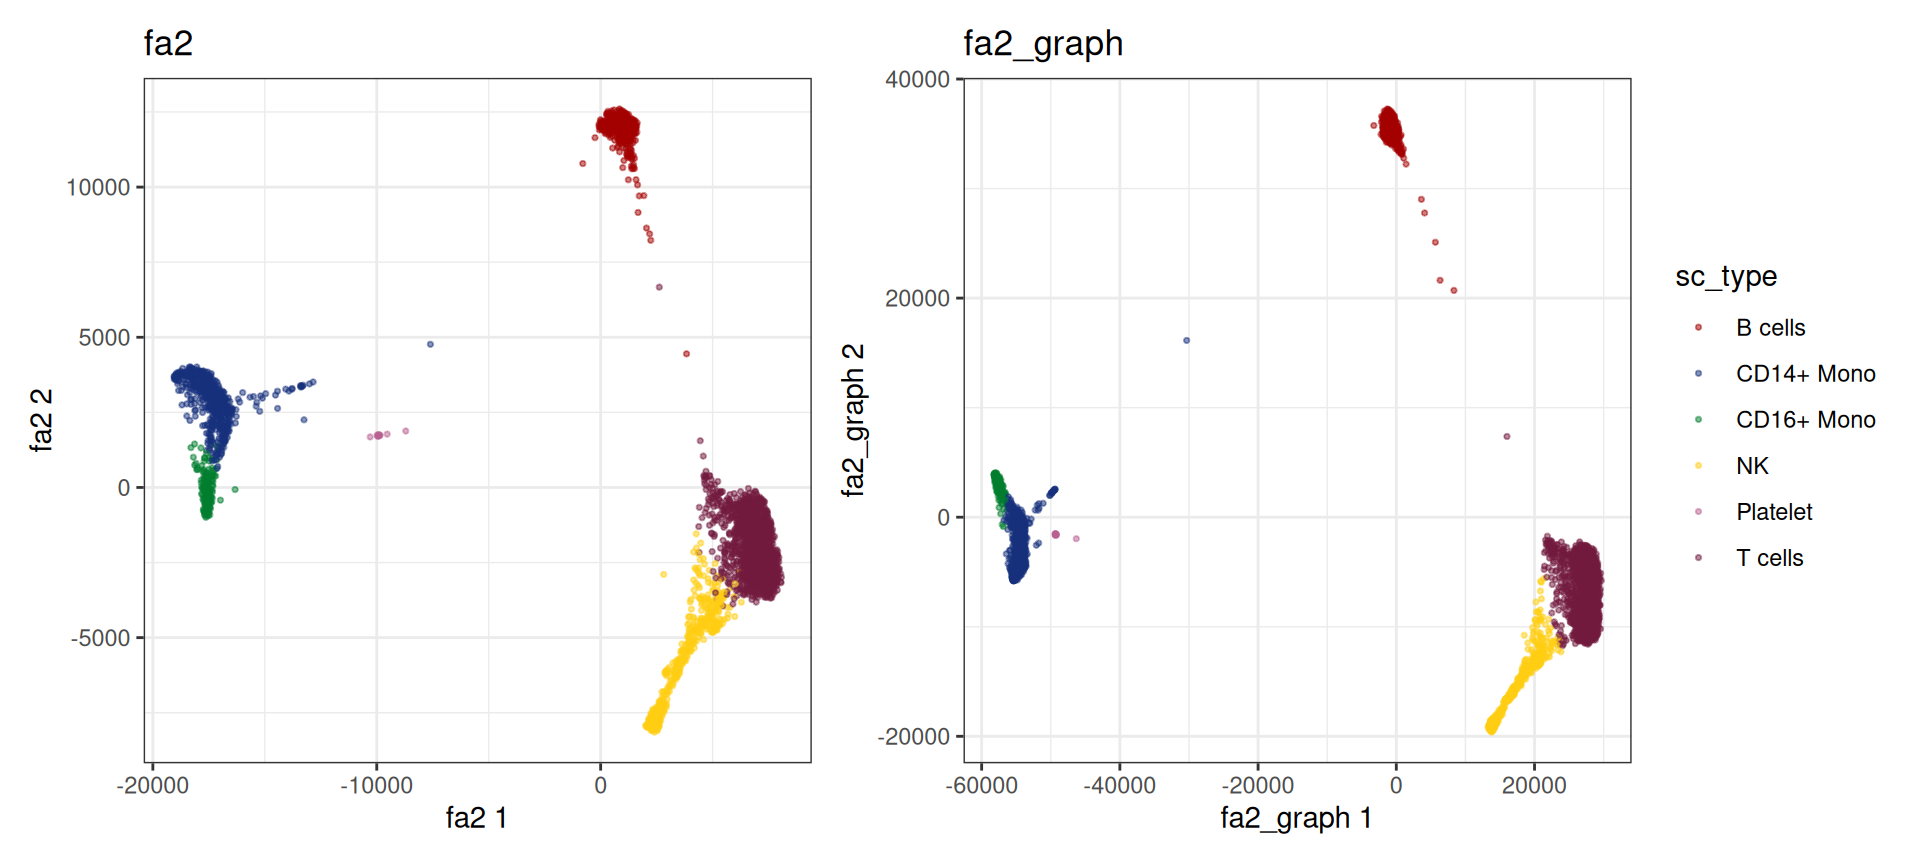 fa2
fa2_graph
10000
5000
0
-5000
fa2 2
-20000
-10000
0
fa2 1
40000
20000
0
-20000
fa2_graph 2
-60000
-40000
-20000
0
20000
fa2_graph 1
sc_type
B cells
CD14+ Mono
CD16+ Mono
NK
Platelet
T cells